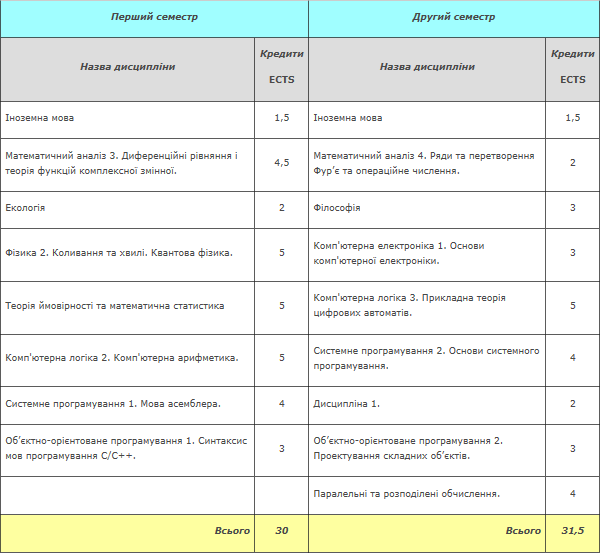 Перший семестр
Другий семестр
Назва дисципліни
Кредити
ECTS
Назва дисципліни
Кредити
ECTS
Іноземна мова
1,5
Іноземна мова
1,5
Математичний аналіз 3. Диференційні рівняння і
теорія функцій комплексної змінної.
4,5
Математичний аналіз 4. Ряди та перетворення
Фур’є та операційне числення.
2
Екологія
2
Філософія
3
Фізика 2. Коливання та хвилі. Квантова фізика.
5
Комп'ютерна електроніка 1. Основи
комп'ютерної електроніки.
3
Теорія ймовірності та математична статистика
5
Комп'ютерна логіка 3. Прикладна теорія
цифрових автоматів.
5
Комп'ютерна логіка 2. Комп'ютерна арифметика.
5
Системне програмування 2. Основи системного
програмування.
4
Системне програмування 1. Мова асемблера.
4
Дисципліна 1.
2
Об’єктно-орієнтоване програмування 1. Синтаксис
мов програмування С/С++.
3
Об’єктно-орієнтоване програмування 2.
Проектування складних об’єктів.
3
Паралельні та розподілені обчислення.
4
Всього
30
Всього
31,5